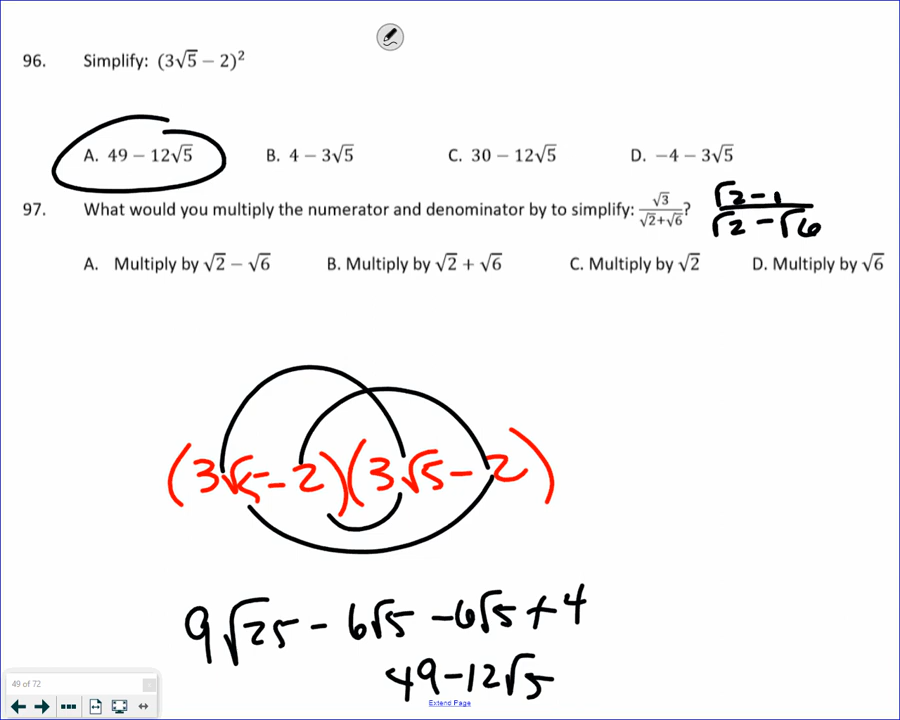 96. Simplify: (3√5 − 2)²
A. 49 − 12√5 B. 4 − 3√5 C. 30 − 12√5 D. −4 − 3√5
97. What would you multiply the numerator and denominator by to simplify: √3/(√2+√6)? (√2 − 1)/(√2 − √6)
A. Multiply by √2 − √6 B. Multiply by √2 + √6 C. Multiply by √2 D. Multiply by √6
(3√5 − 2)(3√5 − 2)
9√25 − 6√5 − 6√5 + 4
49 − 12√5
49 of 72
Extend Page